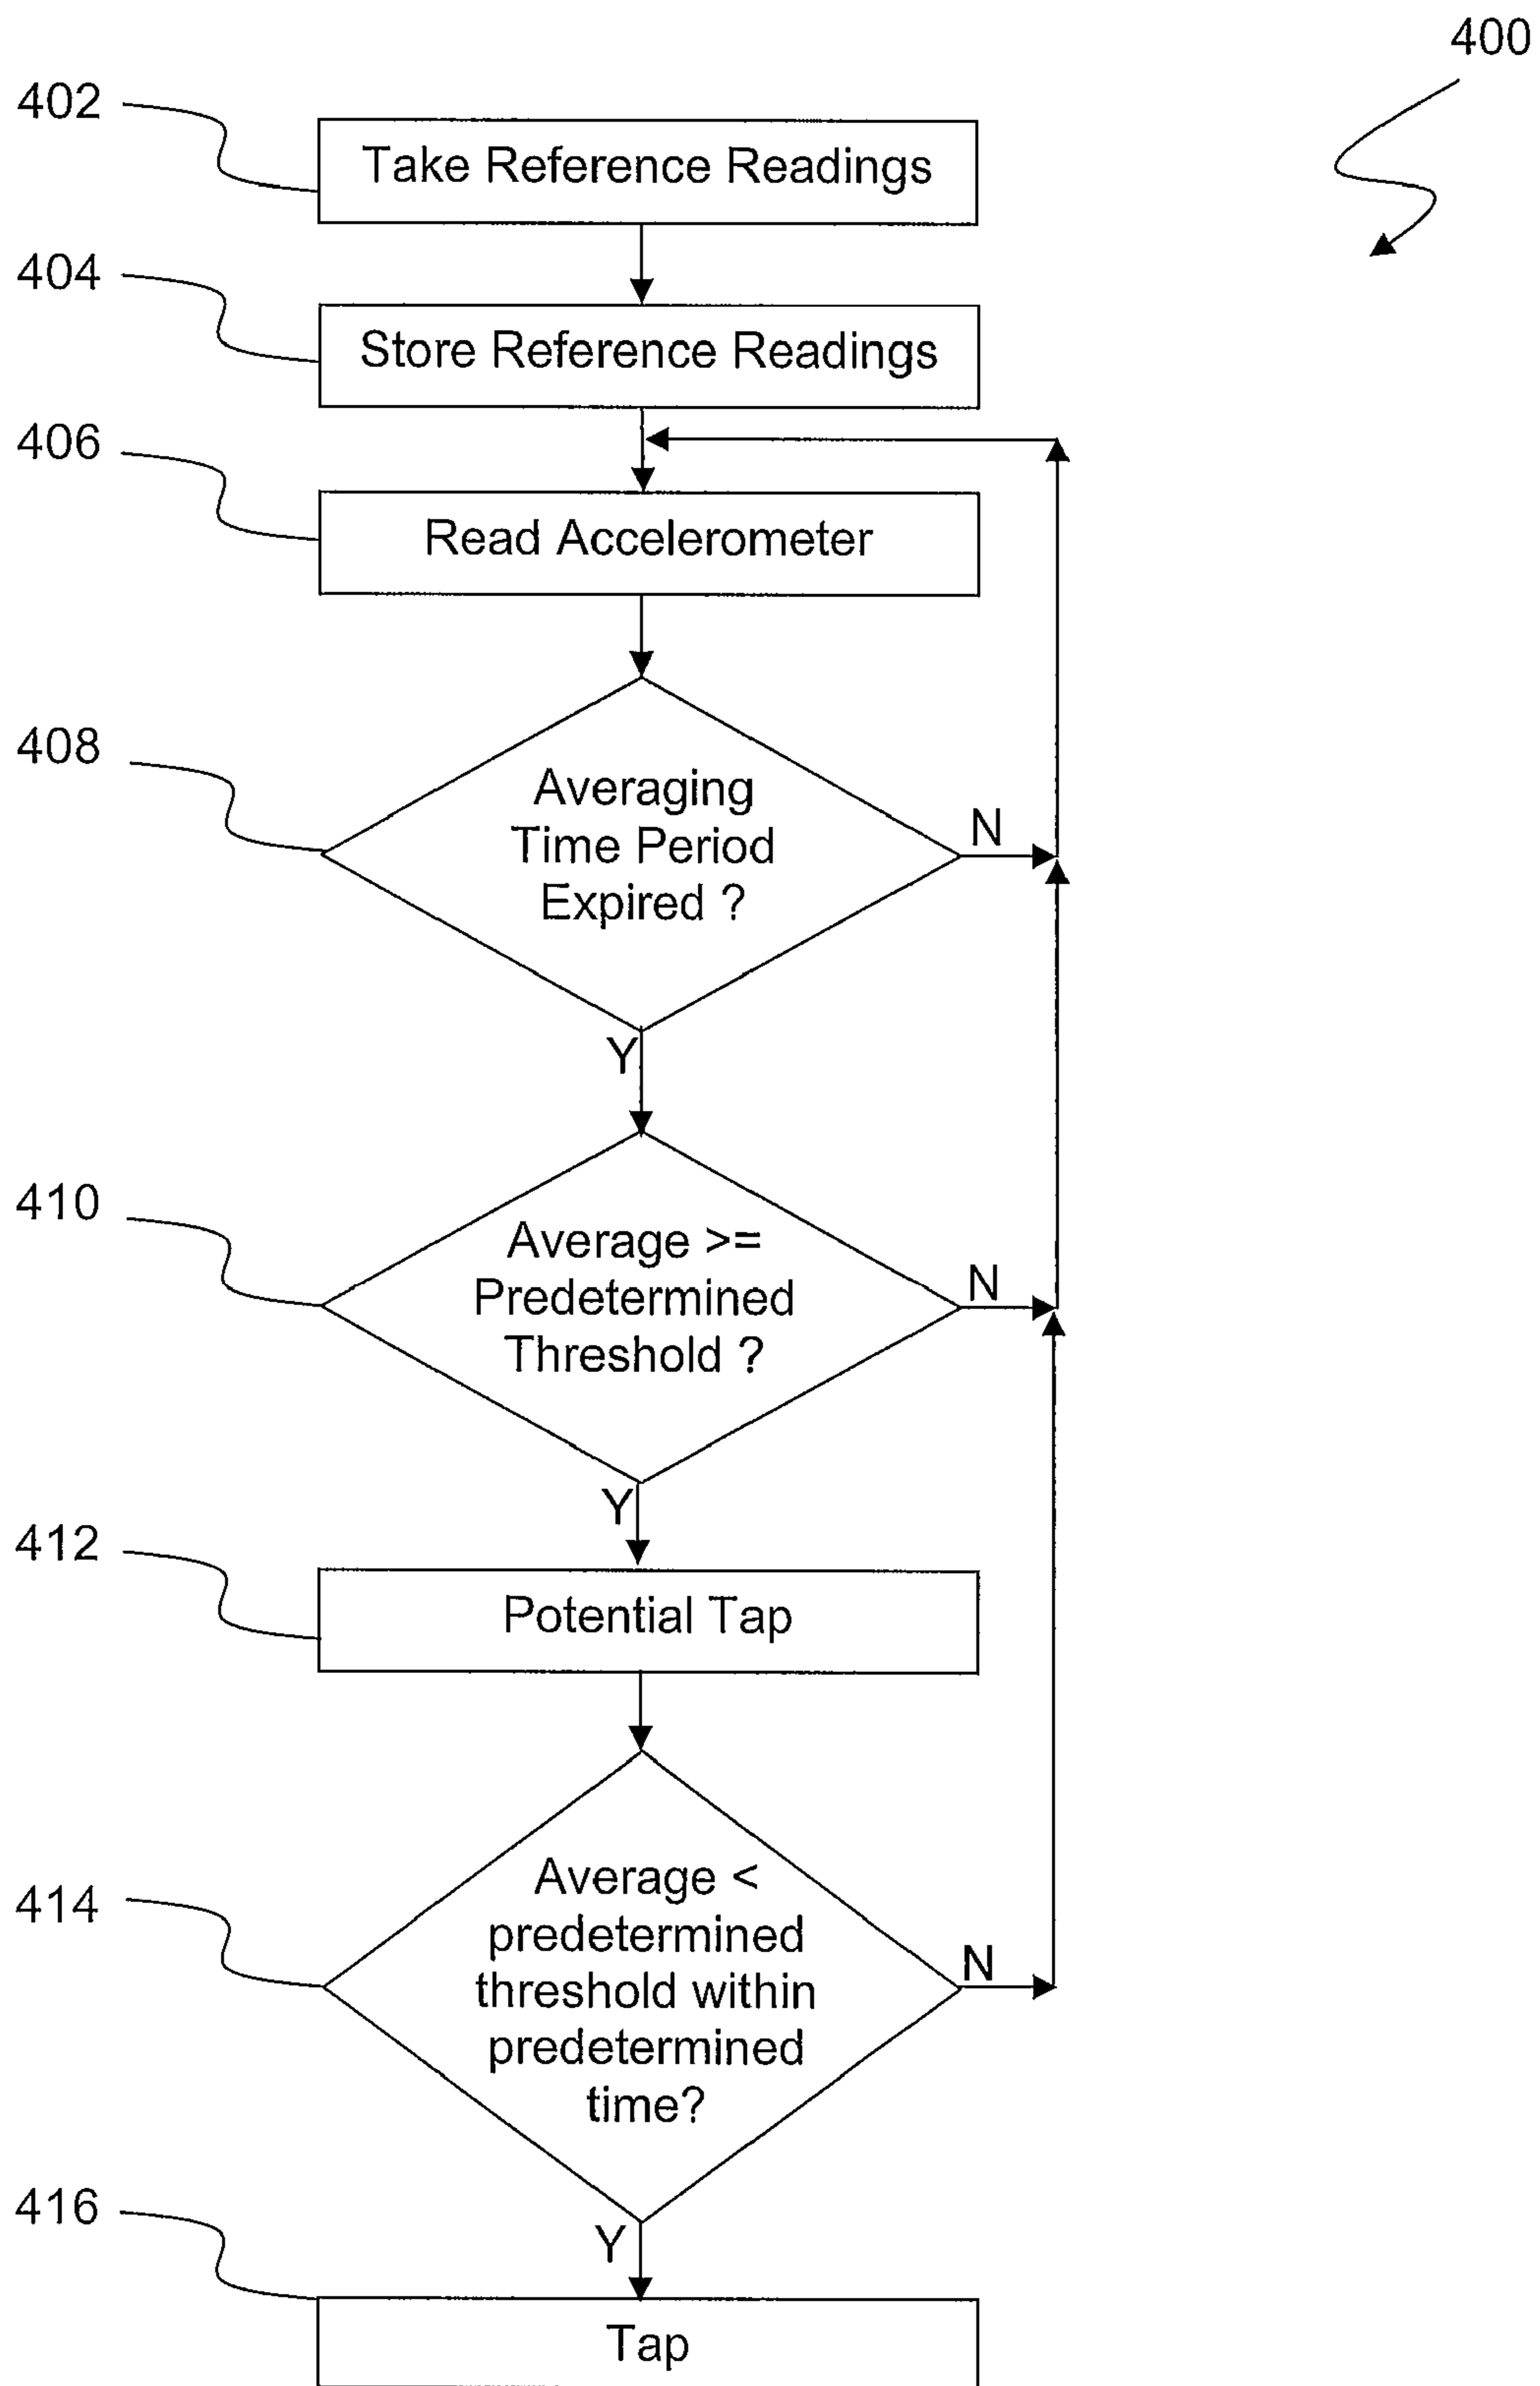 400
402
Take Reference Readings
404
Store Reference Readings
406
Read Accelerometer
408
Averaging
Time Period
Expired ?
N
Y
410
Average >=
Predetermined
Threshold ?
N
Y
412
Potential Tap
414
Average <
predetermined
threshold within
predetermined
time?
N
Y
416
Tap